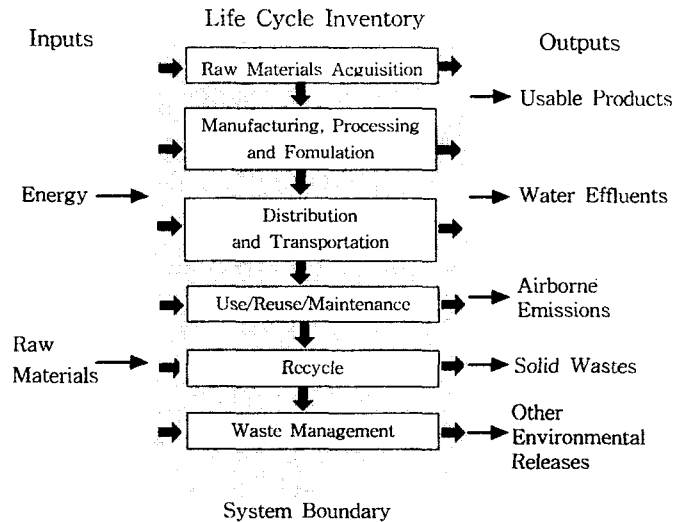 Life Cycle Inventory
Inputs
Outputs
Raw Materials Acquisition
Usable Products
Manufacturing, Processing
and Fomulation
Energy
Water Effluents
Distribution
and Transportation
Use/Reuse/Maintenance
Airborne
Emissions
Raw
Materials
Recycle
Solid Wastes
Waste Management
Other
Environmental
Releases
System Boundary